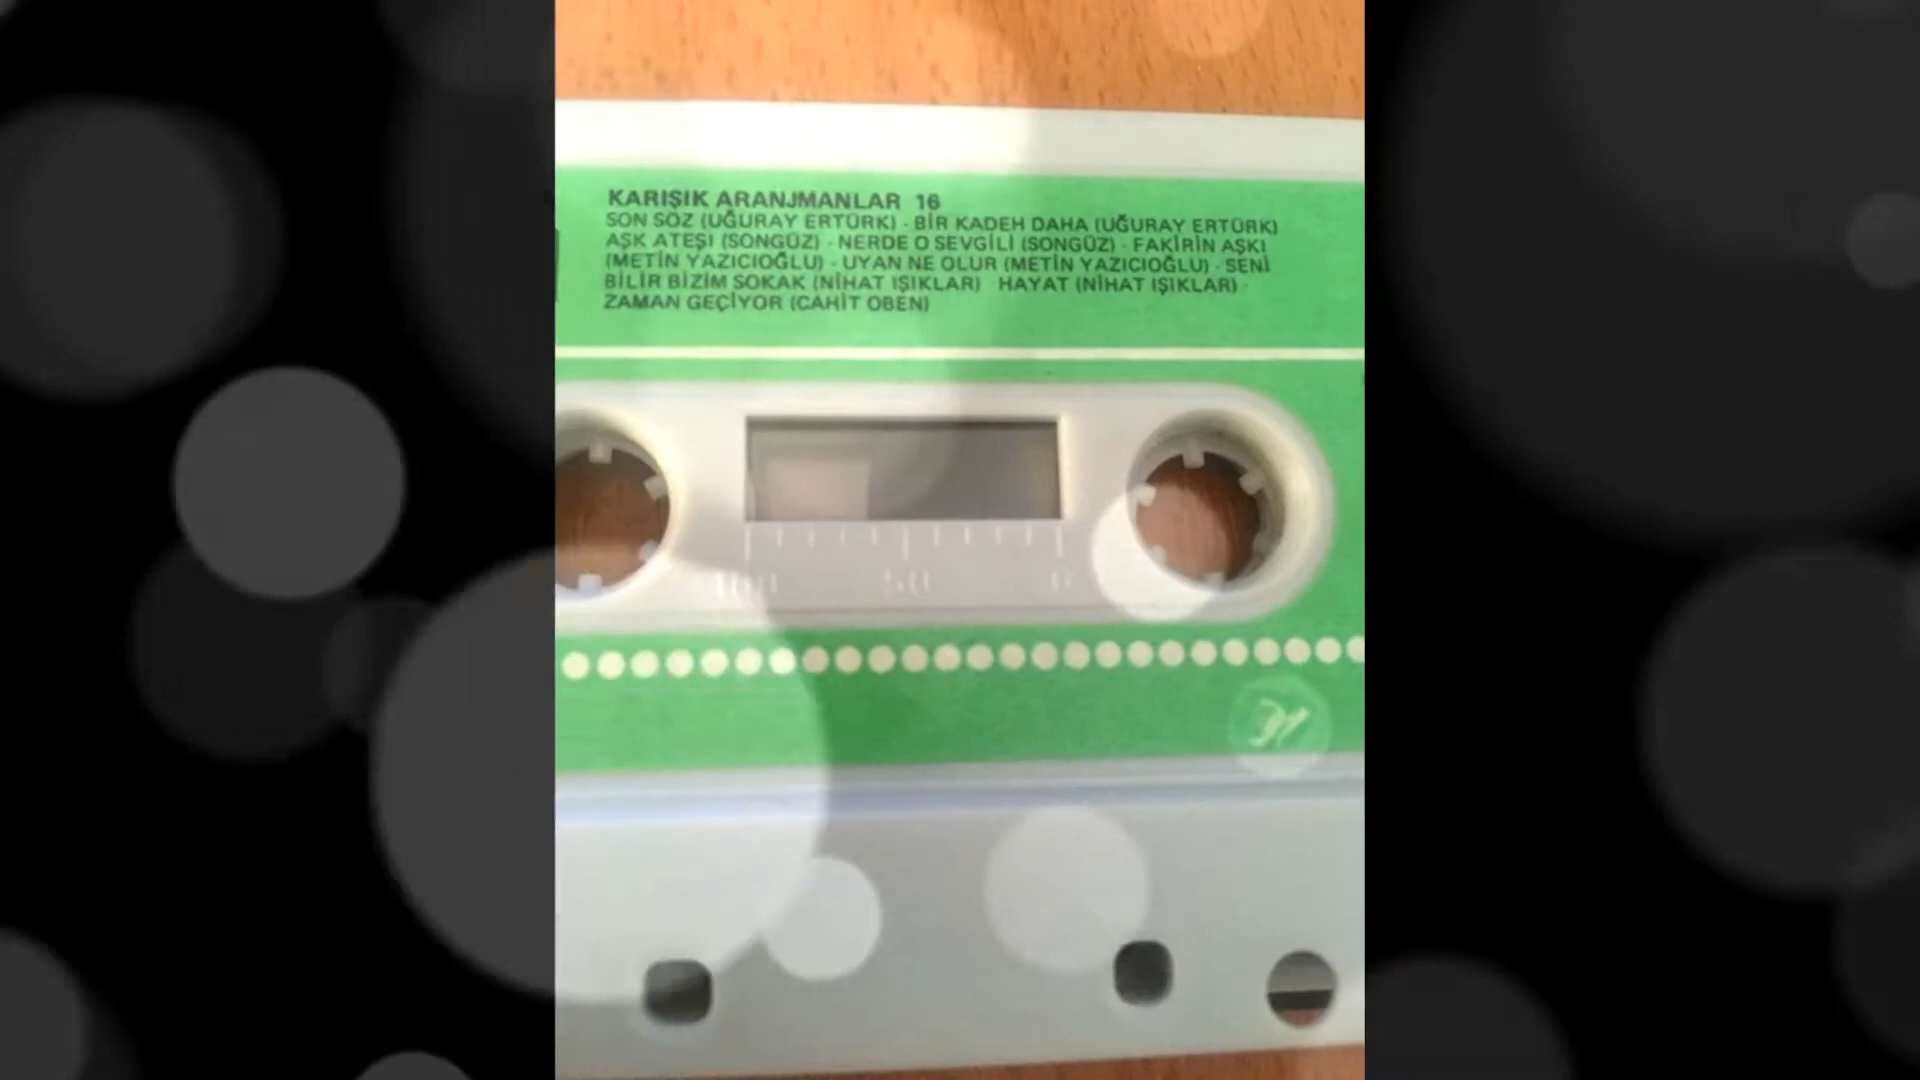 KARIŞIK ARANJMANLAR 16
SON SÖZ (UĞURAY ERTÜRK) - BİR KADEH DAHA (UĞURAY ERTÜRK)
AŞK ATEŞİ (SONGÜZ) - NERDE O SEVGİLİ (SONGÜZ) - FAKİRİN AŞKI
(METİN YAZICIOĞLU) - UYAN NE OLUR (METİN YAZICIOĞLU) - SENİ
BİLİR BİZİM SOKAK (NİHAT IŞIKLAR) HAYAT (NİHAT IŞIKLAR) -
ZAMAN GEÇİYOR (CAHİT OBEN)
100 50 0